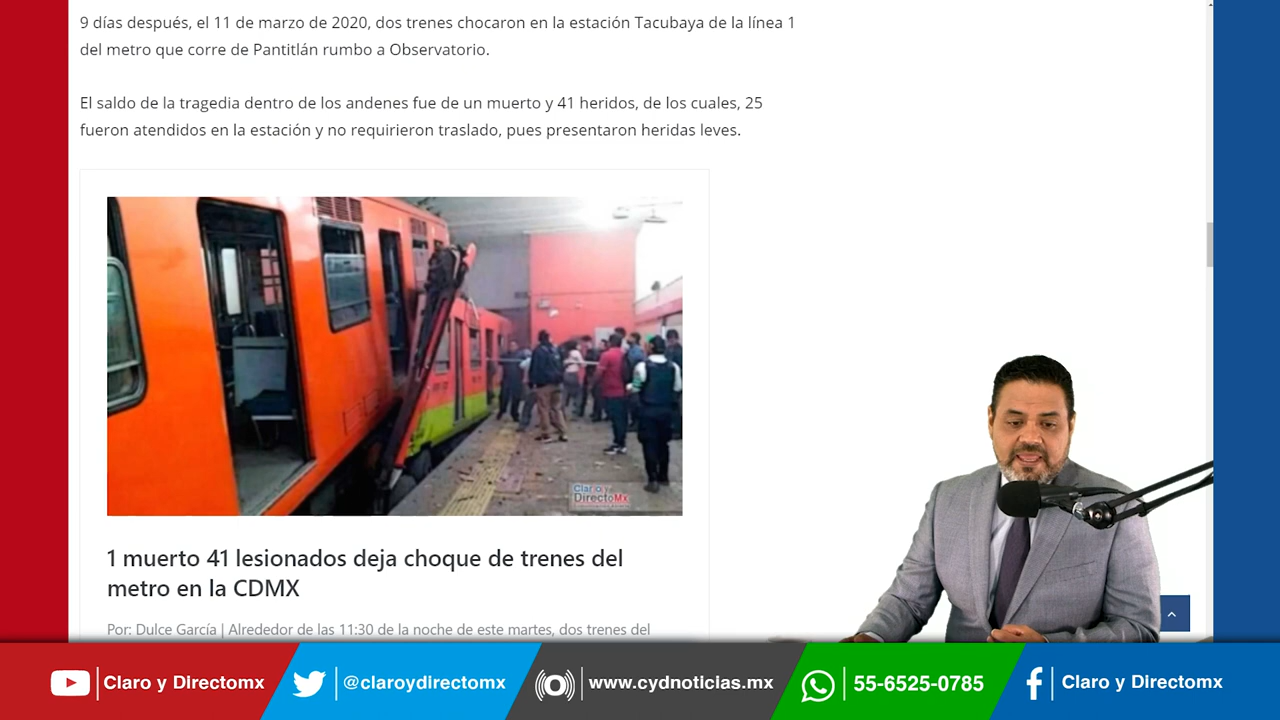 9 días después, el 11 de marzo de 2020, dos trenes chocaron en la estación Tacubaya de la línea 1
del metro que corre de Pantitlán rumbo a Observatorio.
El saldo de la tragedia dentro de los andenes fue de un muerto y 41 heridos, de los cuales, 25
fueron atendidos en la estación y no requirieron traslado, pues presentaron heridas leves.
Claro y
DirectoMx
1 muerto 41 lesionados deja choque de trenes del
metro en la CDMX
Por: Dulce García | Alrededor de las 11:30 de la noche de este martes, dos trenes del
Claro y Directomx
@claroydirectomx
www.cydnoticias.mx
55-6525-0785
Claro y Directomx